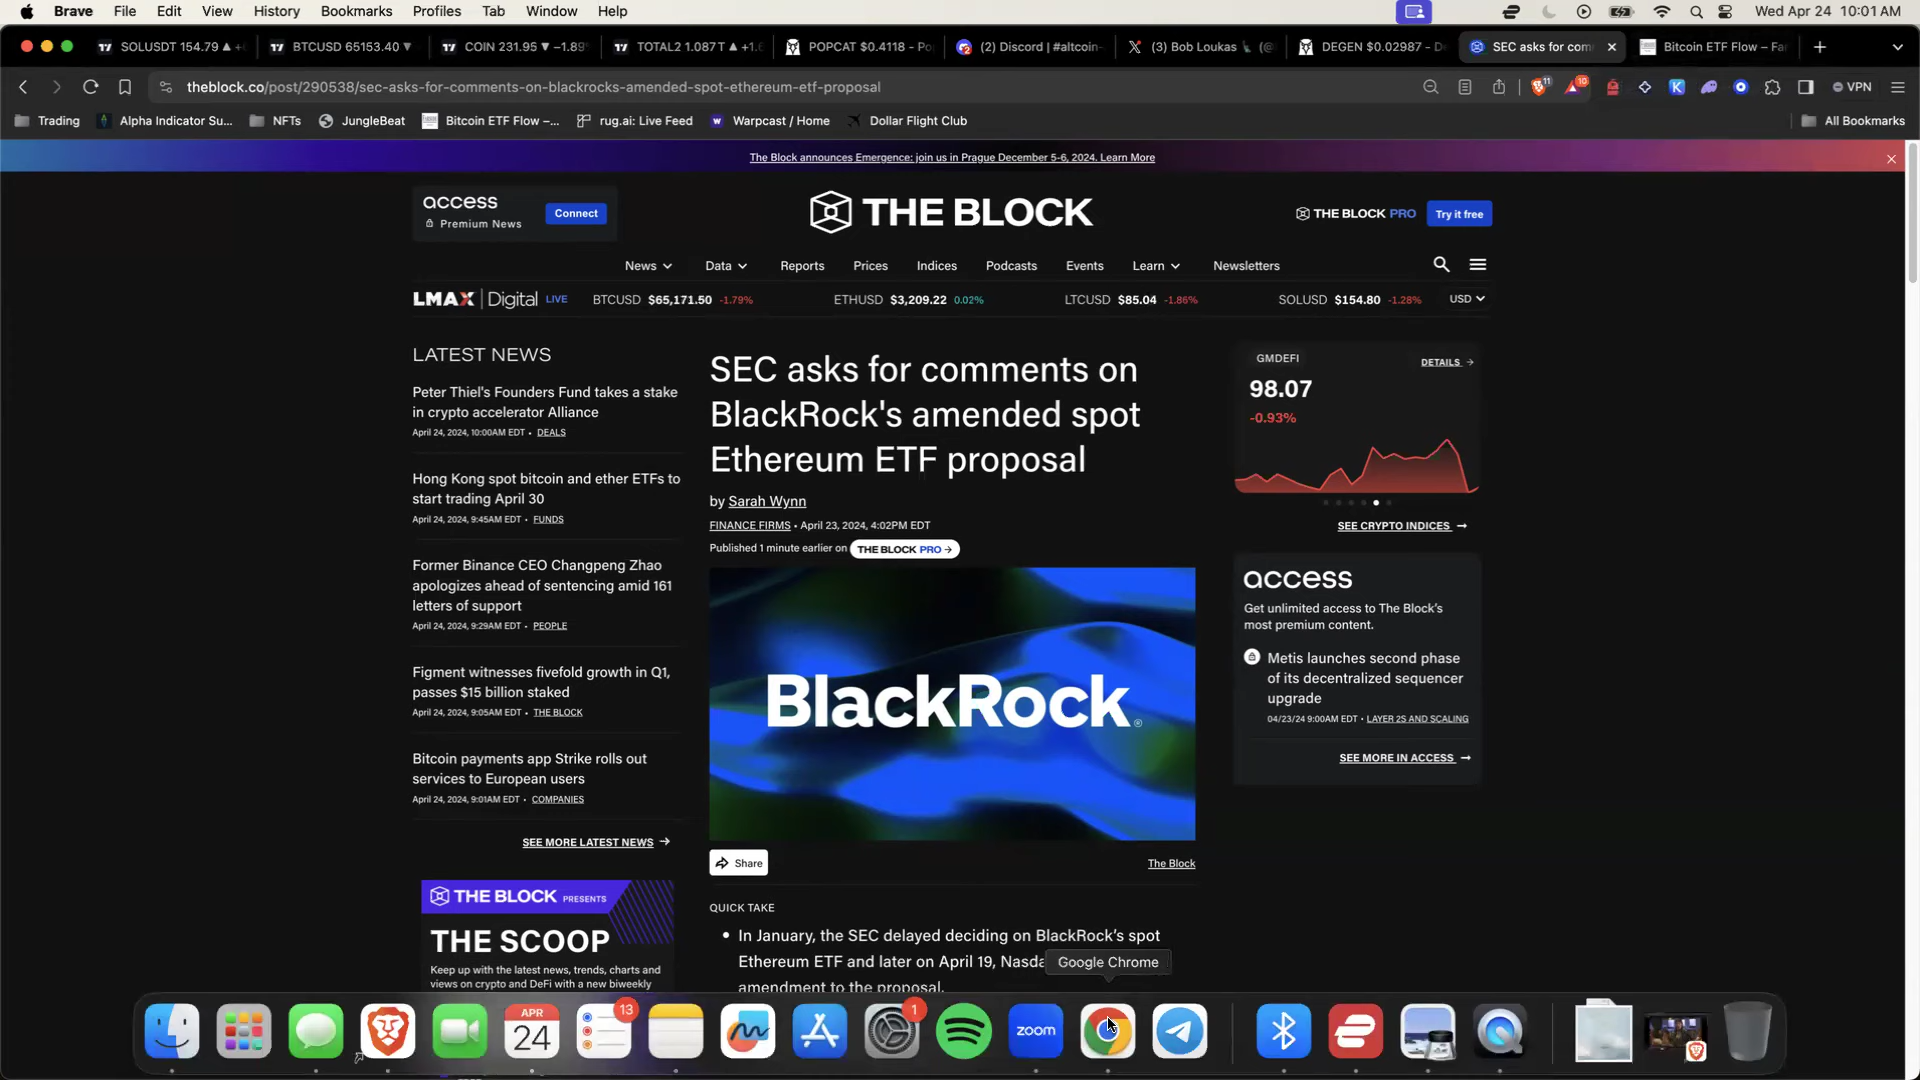 Brave File Edit View History Bookmarks Profiles Tab Window Help
Wed Apr 24 10:01 AM
SOLUSDT 154.79 ▲ +
BTCUSD 65153.40 ▼
COIN 231.95 ▼ −1.89
TOTAL2 1.087T ▲ +1.
POPCAT $0.4118 - Po
(2) Discord | #altcoin-
(3) Bob Loukas
DEGEN $0.02987 - D
SEC asks for com
Bitcoin ETF Flow – Far
theblock.co/post/290538/sec-asks-for-comments-on-blackrocks-amended-spot-ethereum-etf-proposal
11
10
VPN
Trading
Alpha Indicator Su...
NFTs
JungleBeat
Bitcoin ETF Flow –...
rug.ai: Live Feed
Warpcast / Home
Dollar Flight Club
All Bookmarks
The Block announces Emergence: join us in Prague December 5-6, 2024. Learn More
access
Premium News
Connect
THE BLOCK
THE BLOCK PRO
Try it free
News Data Reports Prices Indices Podcasts Events Learn Newsletters
LMAX Digital LIVE
BTCUSD $65,171.50 -1.79%
ETHUSD $3,209.22 0.02%
LTCUSD $85.04 -1.86%
SOLUSD $154.80 -1.28%
USD
LATEST NEWS
Peter Thiel's Founders Fund takes a stake
in crypto accelerator Alliance
April 24, 2024, 10:00AM EDT • DEALS
Hong Kong spot bitcoin and ether ETFs to
start trading April 30
April 24, 2024, 9:45AM EDT • FUNDS
Former Binance CEO Changpeng Zhao
apologizes ahead of sentencing amid 161
letters of support
April 24, 2024, 9:29AM EDT • PEOPLE
Figment witnesses fivefold growth in Q1,
passes $15 billion staked
April 24, 2024, 9:05AM EDT • THE BLOCK
Bitcoin payments app Strike rolls out
services to European users
April 24, 2024, 9:01AM EDT • COMPANIES
SEE MORE LATEST NEWS →
THE BLOCK PRESENTS
THE SCOOP
Keep up with the latest news, trends, charts and
views on crypto and DeFi with a new biweekly
SEC asks for comments on
BlackRock's amended spot
Ethereum ETF proposal
by Sarah Wynn
FINANCE FIRMS • April 23, 2024, 4:02PM EDT
Published 1 minute earlier on THE BLOCK PRO →
BlackRock®
Share
The Block
QUICK TAKE
• In January, the SEC delayed deciding on BlackRock's spot
Ethereum ETF and later on April 19, Nasda
amendment to the proposal.
GMDEFI
DETAILS →
98.07
-0.93%
SEE CRYPTO INDICES →
access
Get unlimited access to The Block's
most premium content.
Metis launches second phase
of its decentralized sequencer
upgrade
04/23/24 9:00AM EDT • LAYER 2S AND SCALING
SEE MORE IN ACCESS →
Google Chrome
APR
24
13
1
zoom